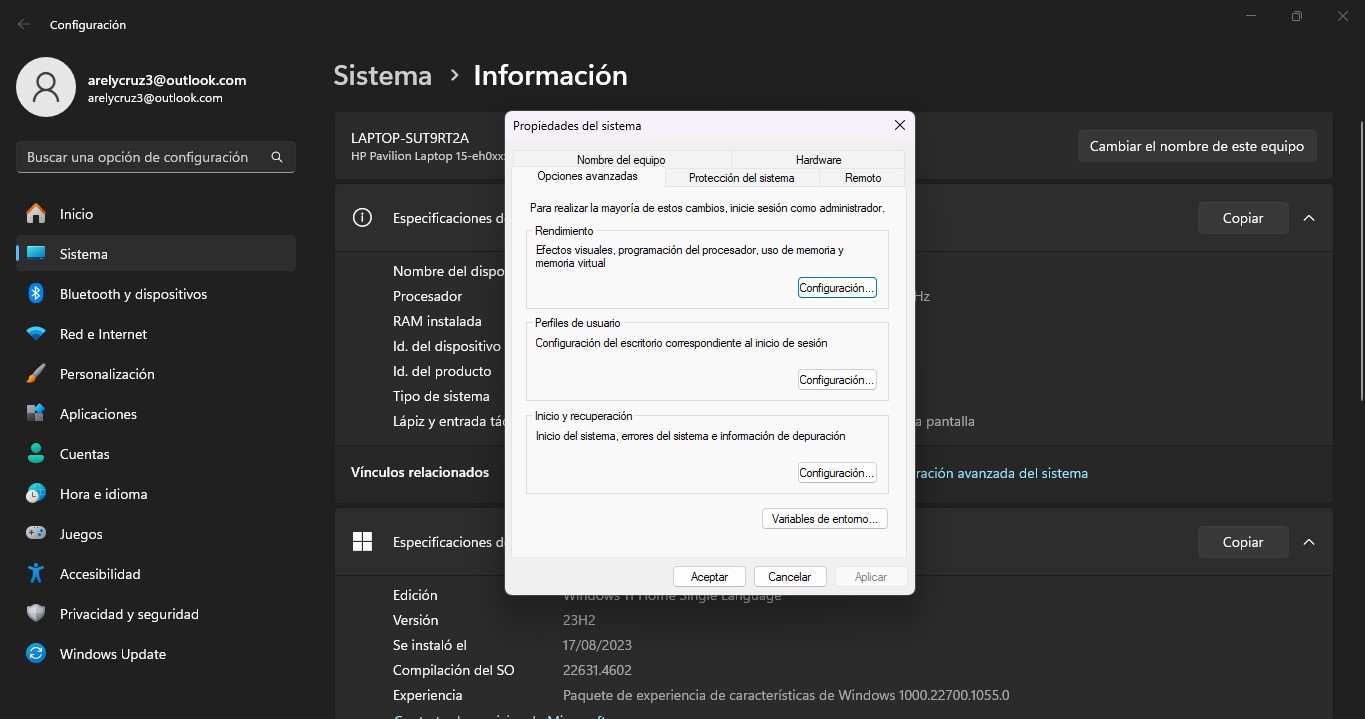 Configuración
arelycruz3@outlook.com
arelycruz3@outlook.com
Buscar una opción de configuración
Inicio
Sistema
Bluetooth y dispositivos
Red e Internet
Personalización
Aplicaciones
Cuentas
Hora e idioma
Juegos
Accesibilidad
Privacidad y seguridad
Windows Update
Sistema > Información
LAPTOP-SUT9RT2A
HP Pavilion Laptop 15-eh0xx
Cambiar el nombre de este equipo
Especificaciones
Copiar
Nombre del
Procesador
Hz
RAM instalada
Id. del dispositivo
Id. del producto
Tipo de sistema
Lápiz y entrada
pantalla
Vínculos relacionados
avanzada del sistema
Especificaciones
Copiar
Edición Windows 11 Home Single Language
Versión 23H2
Se instaló el 17/08/2023
Compilación del SO 22631.4602
Experiencia Paquete de experiencia de características de Windows 1000.22700.1055.0
Propiedades del sistema
Nombre del equipo Hardware
Opciones avanzadas Protección del sistema Remoto
Para realizar la mayoría de estos cambios, inicie sesión como administrador.
Rendimiento
Efectos visuales, programación del procesador, uso de memoria y
memoria virtual
Configuración...
Perfiles de usuario
Configuración del escritorio correspondiente al inicio de sesión
Configuración...
Inicio y recuperación
Inicio del sistema, errores del sistema e información de depuración
Configuración...
Variables de entorno...
Aceptar Cancelar Aplicar